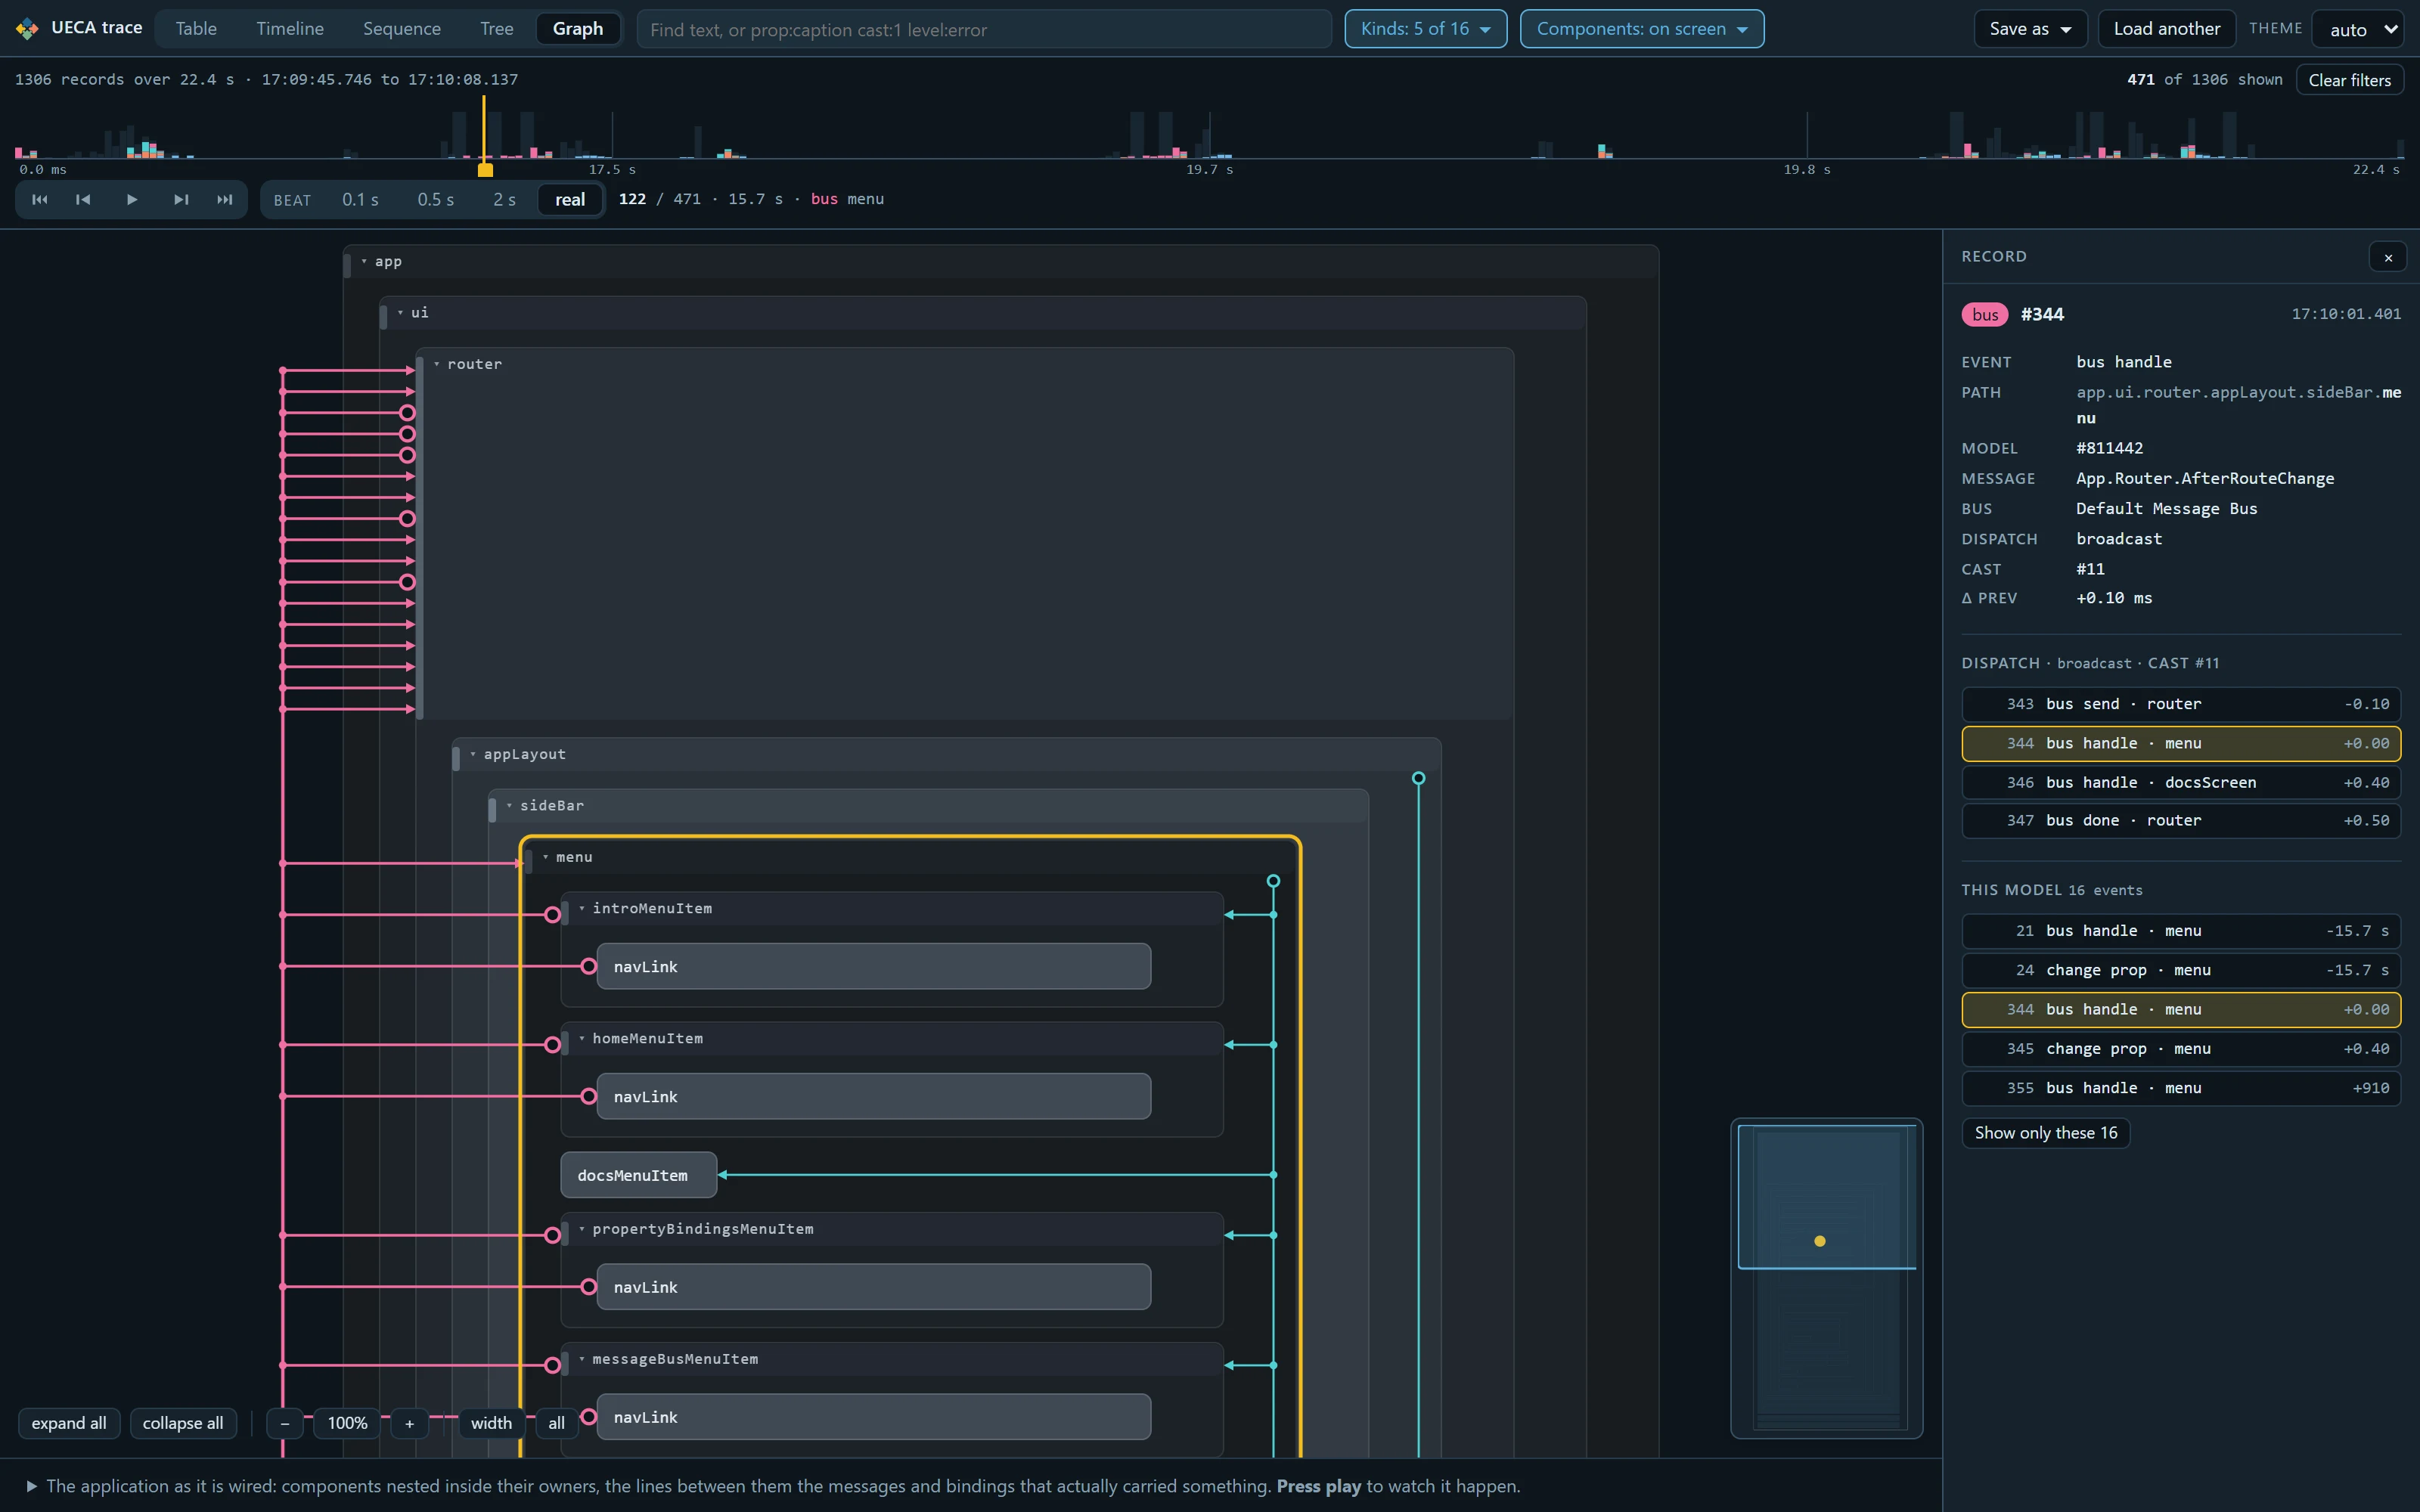 UECA trace
Table Timeline Sequence Tree Graph
Find text, or prop:caption cast:1 level:error
Kinds: 5 of 16
Components: on screen
Save as
Load another
THEME
auto
1306 records over 22.4 s · 17:09:45.746 to 17:10:08.137
471 of 1306 shown
Clear filters
0.0 ms 17.5 s 19.7 s 19.8 s 22.4 s
BEAT 0.1 s 0.5 s 2 s real
122 / 471 · 15.7 s · bus menu
app
ui
router
appLayout
sideBar
menu
introMenuItem
navLink
homeMenuItem
navLink
docsMenuItem
propertyBindingsMenuItem
navLink
messageBusMenuItem
navLink
expand all
collapse all
− 100% +
width
all
▶ The application as it is wired: components nested inside their owners, the lines between them the messages and bindings that actually carried something. Press play to watch it happen.
RECORD
×
bus #344 17:10:01.401
EVENT bus handle
PATH app.ui.router.appLayout.sideBar.me
nu
MODEL #811442
MESSAGE App.Router.AfterRouteChange
BUS Default Message Bus
DISPATCH broadcast
CAST #11
Δ PREV +0.10 ms
DISPATCH · broadcast · CAST #11
343 bus send · router -0.10
344 bus handle · menu +0.00
346 bus handle · docsScreen +0.40
347 bus done · router +0.50
THIS MODEL 16 events
21 bus handle · menu -15.7 s
24 change prop · menu -15.7 s
344 bus handle · menu +0.00
345 change prop · menu +0.40
355 bus handle · menu +910
Show only these 16